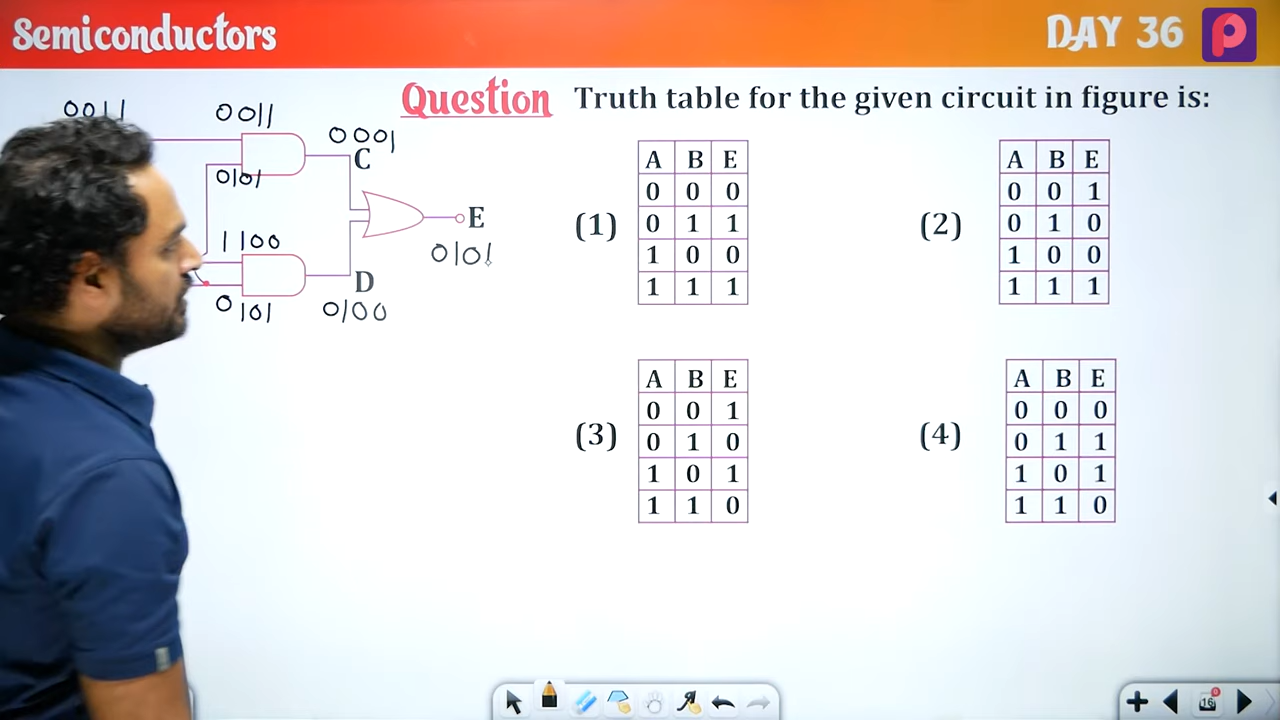 Semiconductors
DAY 36
Question Truth table for the given circuit in figure is:
0011
0011
0001
C
0101
E
0101
1100
D
0101
0100
(1)
A B E
0 0 0
0 1 1
1 0 0
1 1 1
(2)
A B E
0 0 1
0 1 0
1 0 0
1 1 1
(3)
A B E
0 0 1
0 1 0
1 0 1
1 1 0
(4)
A B E
0 0 0
0 1 1
1 0 1
1 1 0
16